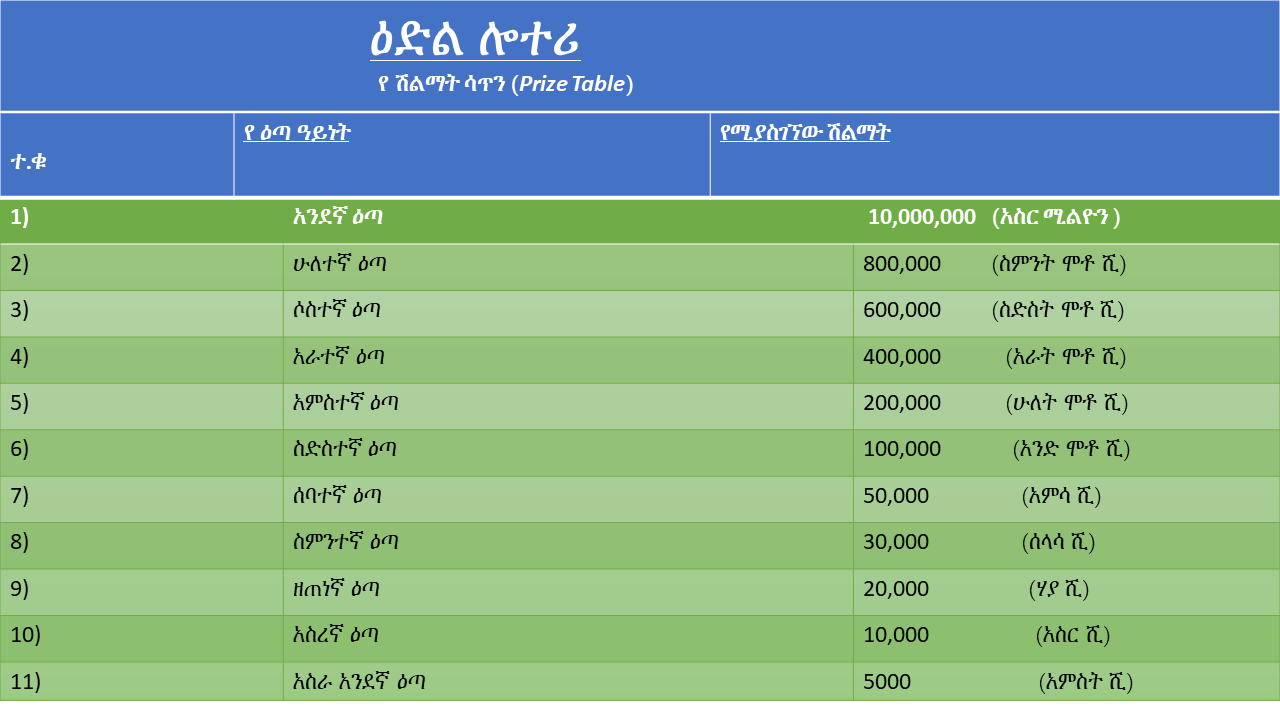 ዕድል ሎተሪ
የ ሽልማት ሳጥን (Prize Table)
ተ.ቁ የ ዕጣ ዓይነት የሚያስገኘው ሽልማት
1) አንደኛ ዕጣ 10,000,000 (አስር ሚልዮን )
2) ሁለተኛ ዕጣ 800,000 (ስምንት ሞቶ ሺ)
3) ሶስተኛ ዕጣ 600,000 (ስድስት ሞቶ ሺ)
4) አራተኛ ዕጣ 400,000 (አራት ሞቶ ሺ)
5) አምስተኛ ዕጣ 200,000 (ሁለት ሞቶ ሺ)
6) ስድስተኛ ዕጣ 100,000 (አንድ ሞቶ ሺ)
7) ሰባተኛ ዕጣ 50,000 (አምሳ ሺ)
8) ስምንተኛ ዕጣ 30,000 (ሰላሳ ሺ)
9) ዘጠነኛ ዕጣ 20,000 (ሃያ ሺ)
10) አስረኛ ዕጣ 10,000 (አስር ሺ)
11) አስራ አንደኛ ዕጣ 5000 (አምስት ሺ)